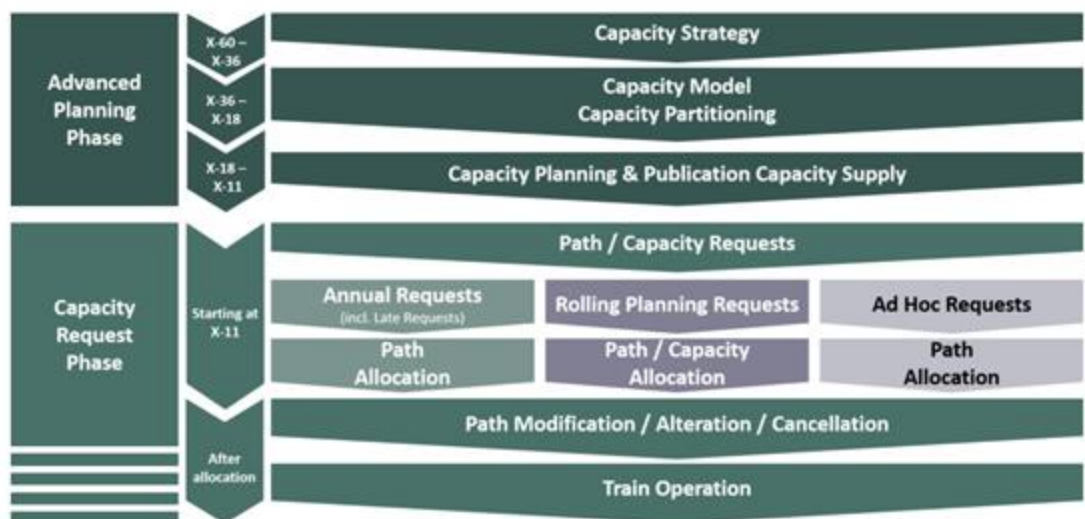 Advanced
Planning
Phase
X-60 –
X-36
Capacity Strategy
X-36 –
X-18
Capacity Model
Capacity Partitioning
X-18 –
X-11
Capacity Planning & Publication Capacity Supply
Capacity
Request
Phase
Starting at
X-11
Path / Capacity Requests
Annual Requests
(incl. Late Requests)
Rolling Planning Requests
Ad Hoc Requests
Path
Allocation
Path / Capacity
Allocation
Path
Allocation
After
allocation
Path Modification / Alteration / Cancellation
Train Operation